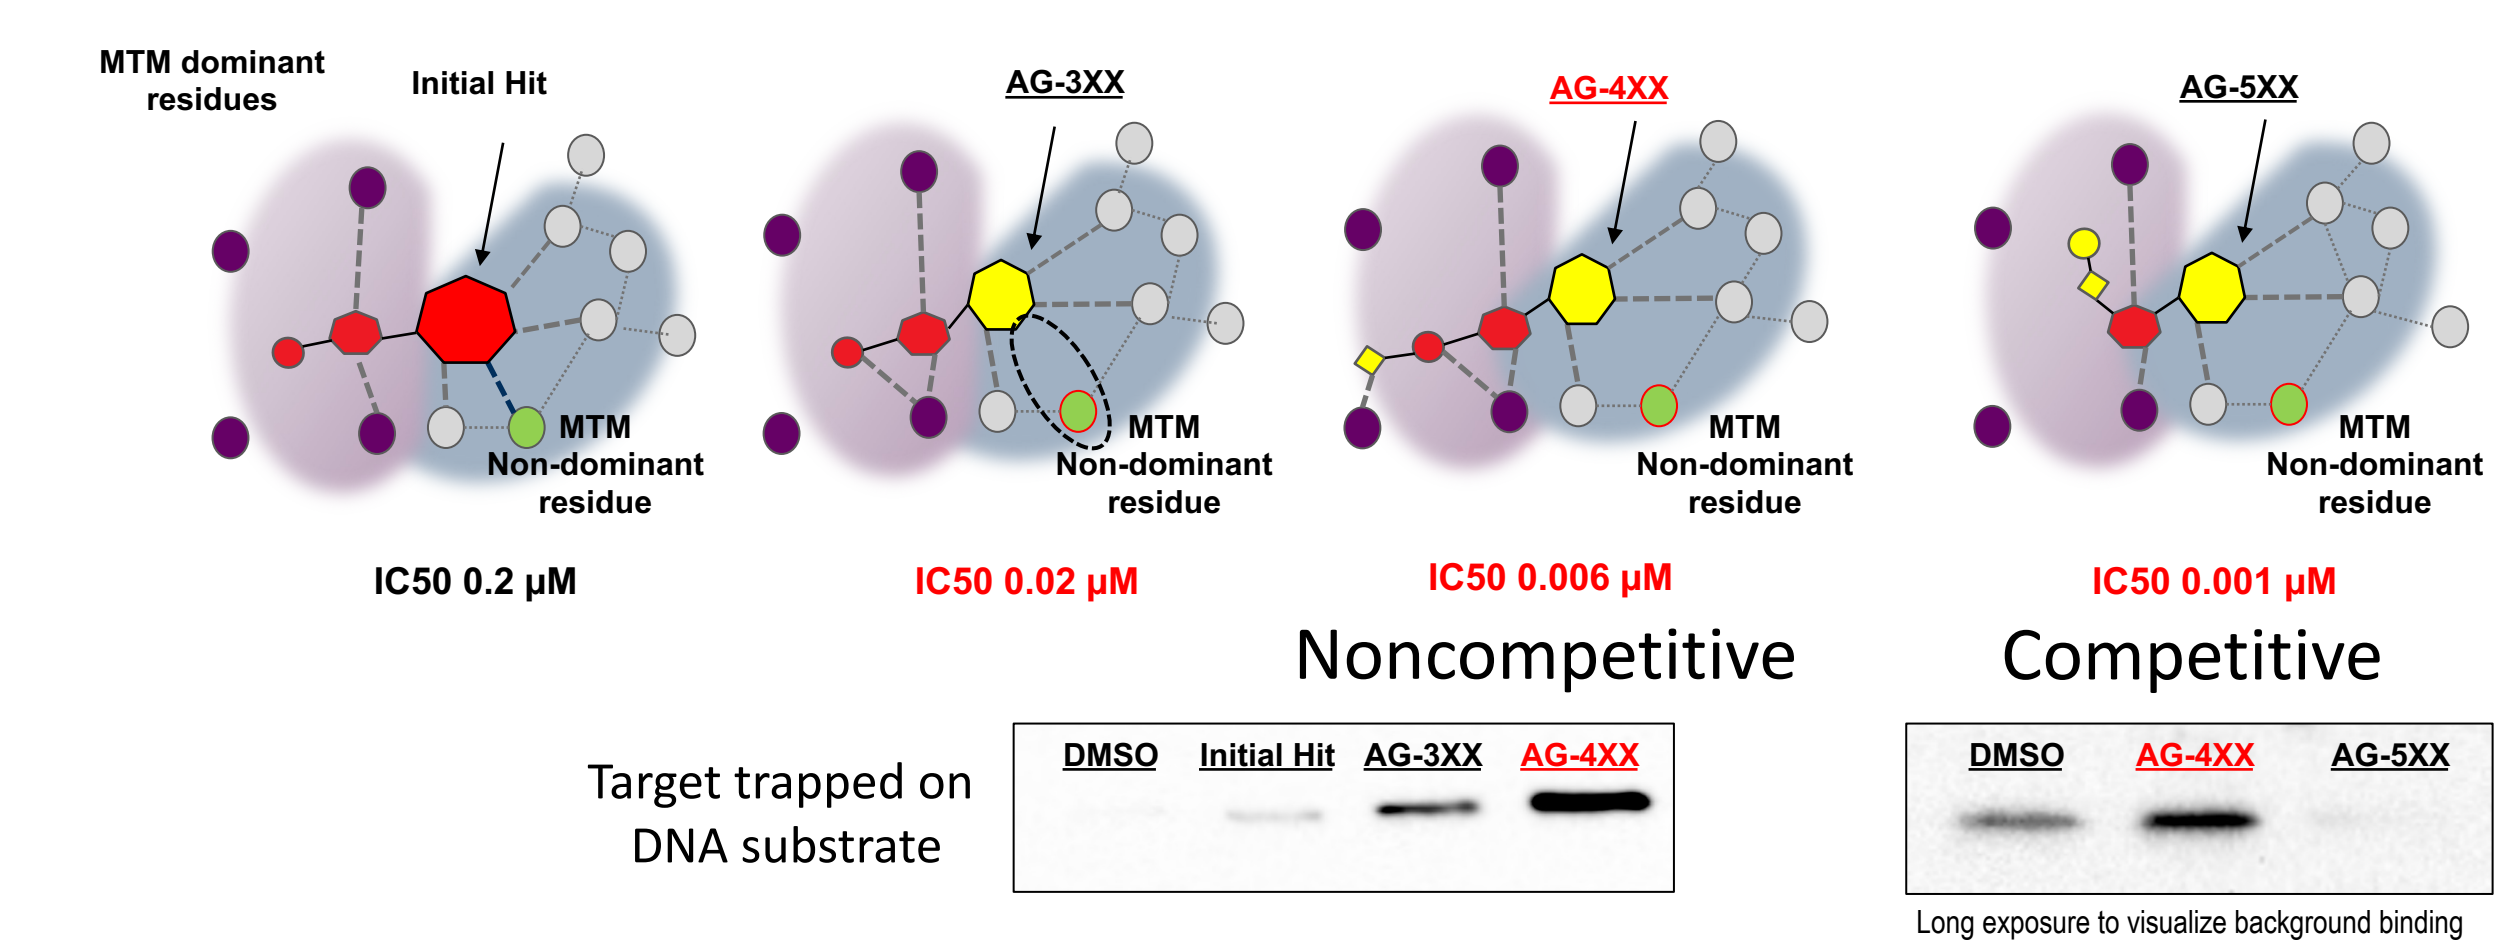 MTM dominant
residues
Initial Hit
AG-3XX
AG-4XX
AG-5XX
MTM
Non-dominant
residue
MTM
Non-dominant
residue
MTM
Non-dominant
residue
MTM
Non-dominant
residue
IC50 0.2 µM
IC50 0.02 µM
IC50 0.006 µM
IC50 0.001 µM
Noncompetitive
Competitive
Target trapped on
DNA substrate
DMSO
Initial Hit
AG-3XX
AG-4XX
DMSO
AG-4XX
AG-5XX
Long exposure to visualize background binding